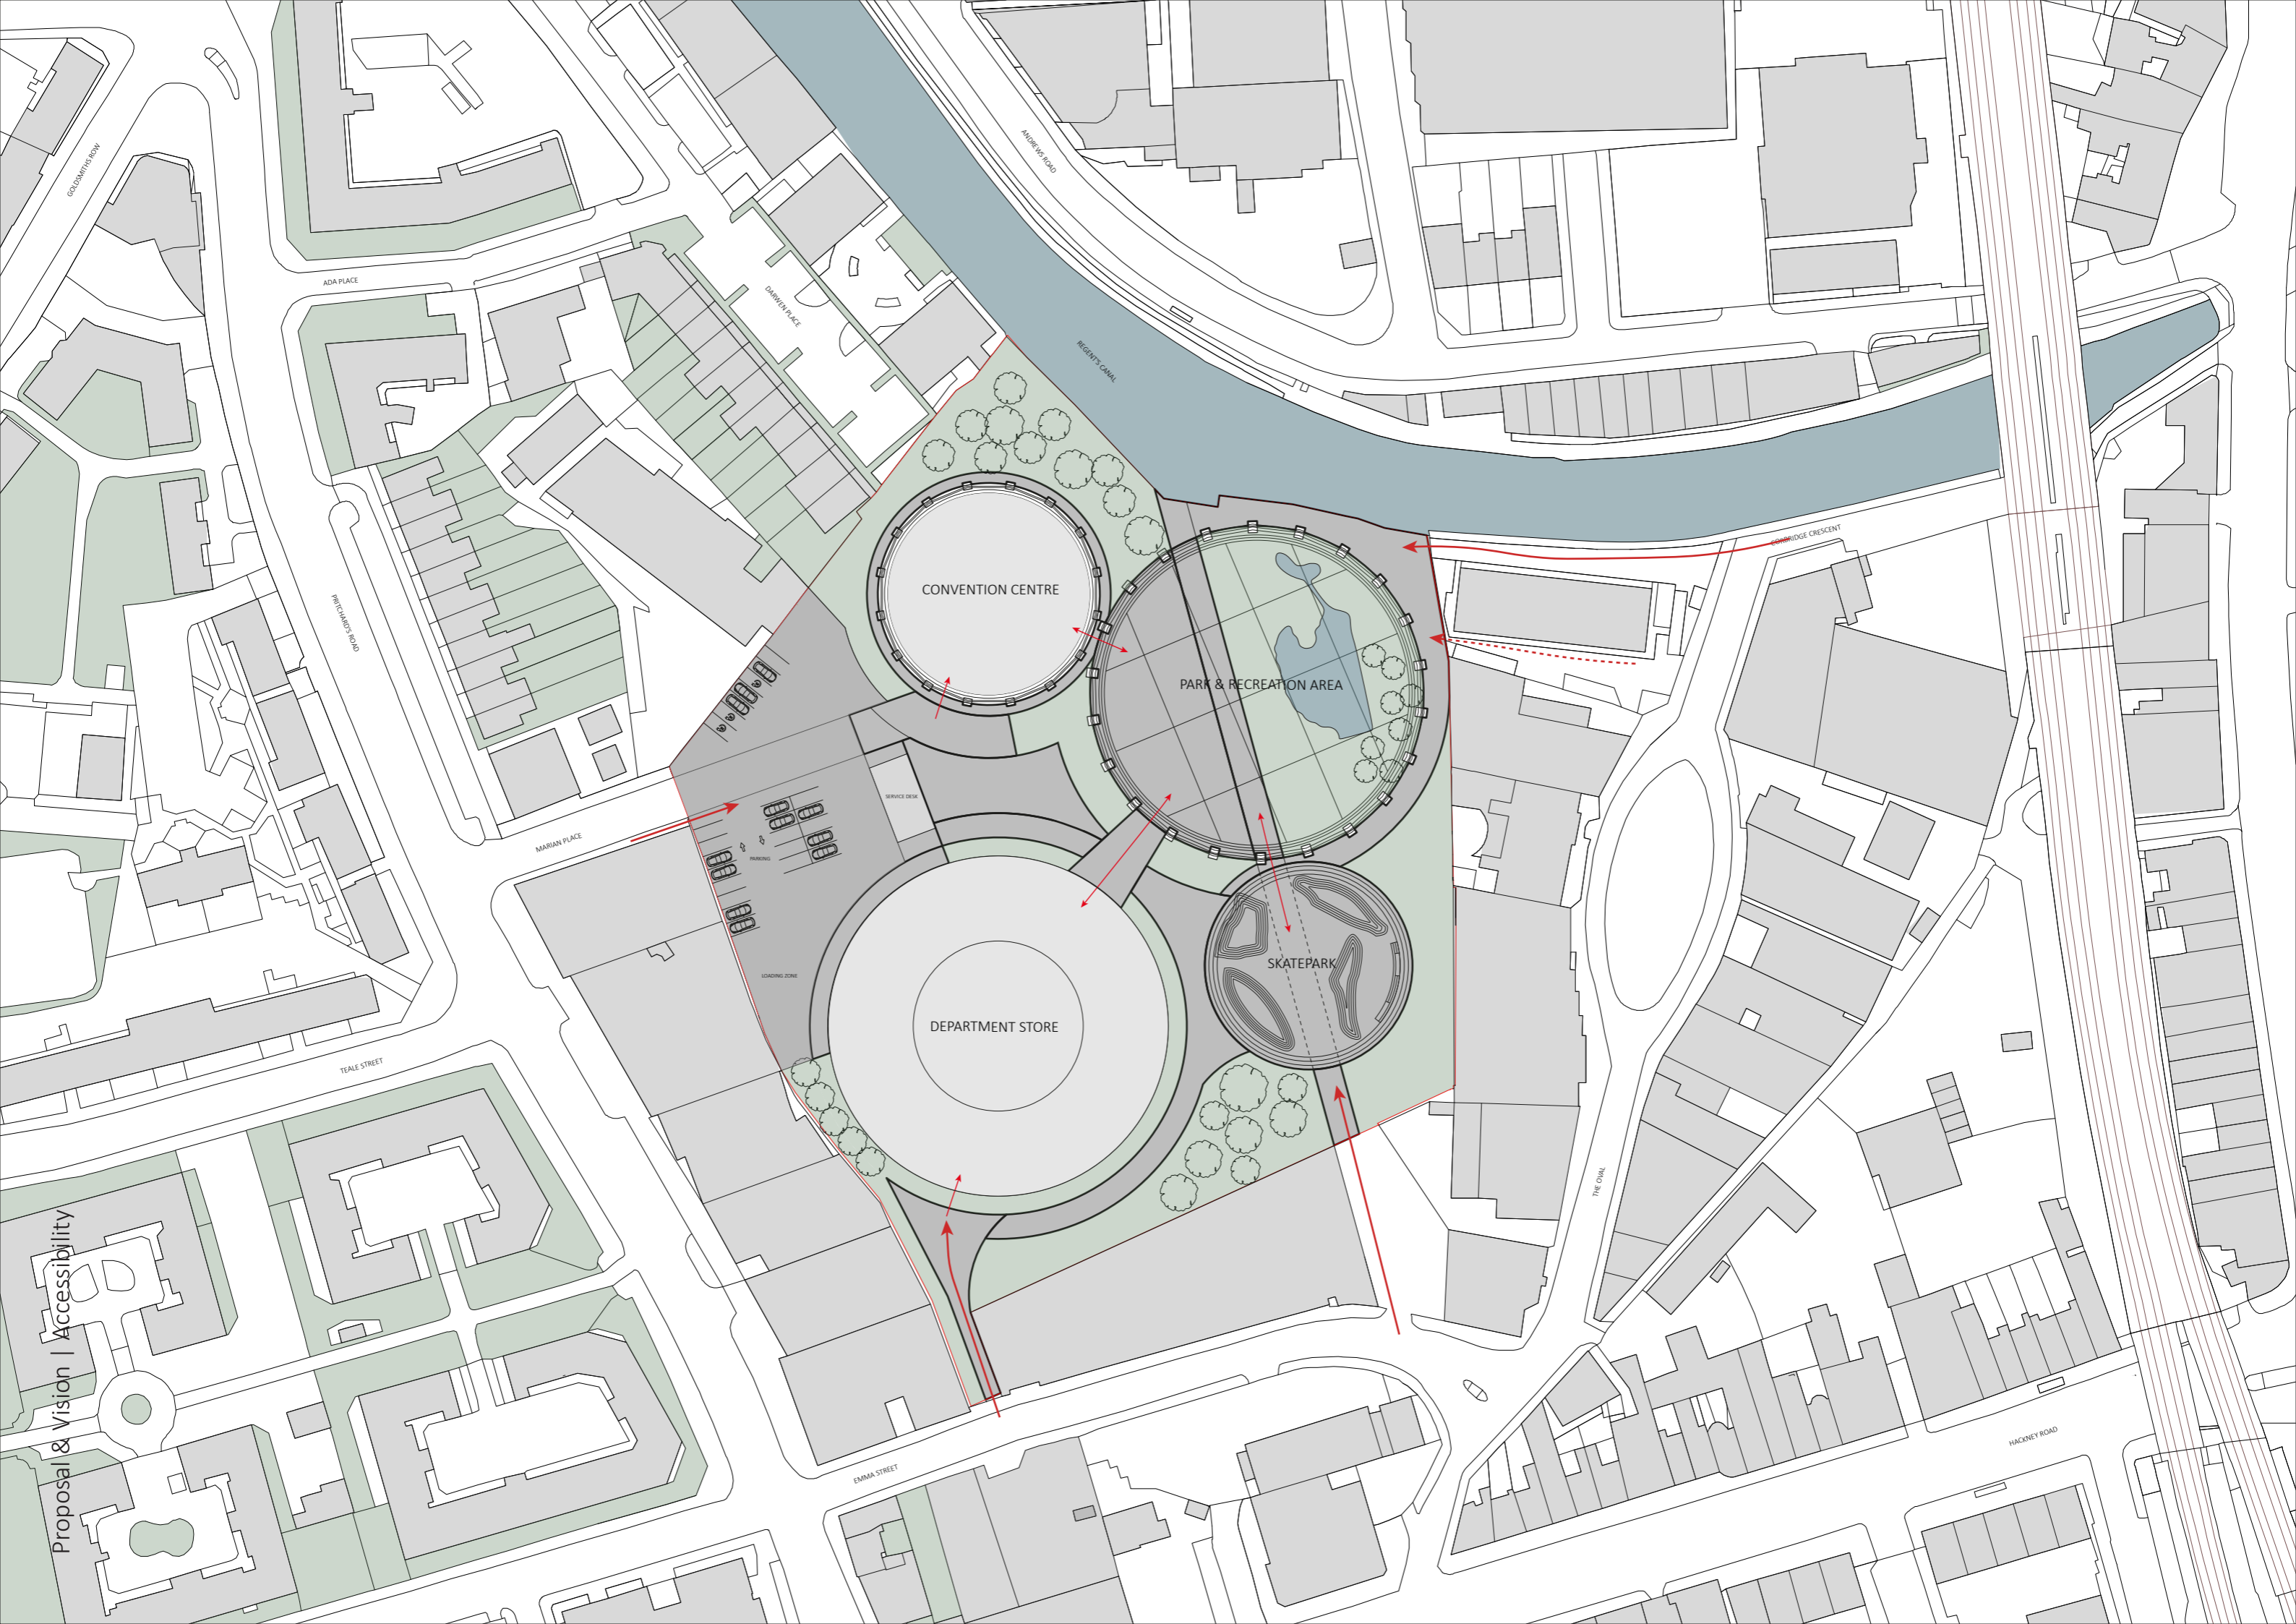 GOLDSMITHS ROW
ANDREWS ROAD
ADA PLACE
DARWEN PLACE
REGENT'S CANAL
CORBRIDGE CRESCENT
CONVENTION CENTRE
PRITCHARD'S ROAD
PARK & RECREATION AREA
SERVICE DESK
MARIAN PLACE
PARKING
SKATEPARK
LOADING ZONE
DEPARTMENT STORE
TEALE STREET
THE OVAL
Proposal & Vision | Accessibility
HACKNEY ROAD
EMMA STREET